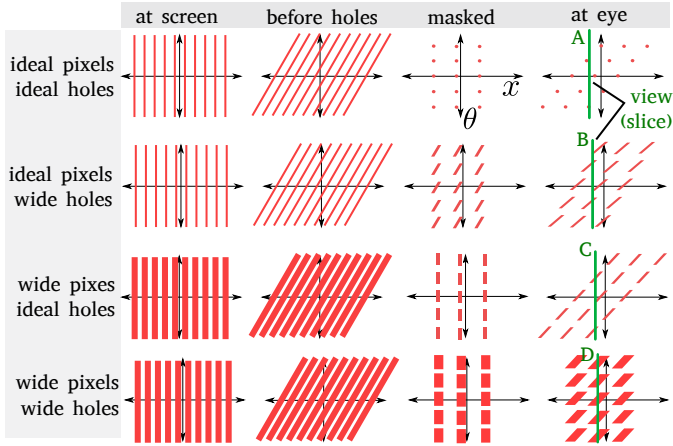 at screen before holes masked at eye
ideal pixels
ideal holes
A
x
θ
view
(slice)
ideal pixels
wide holes
B
wide pixes
ideal holes
C
wide pixels
wide holes
D